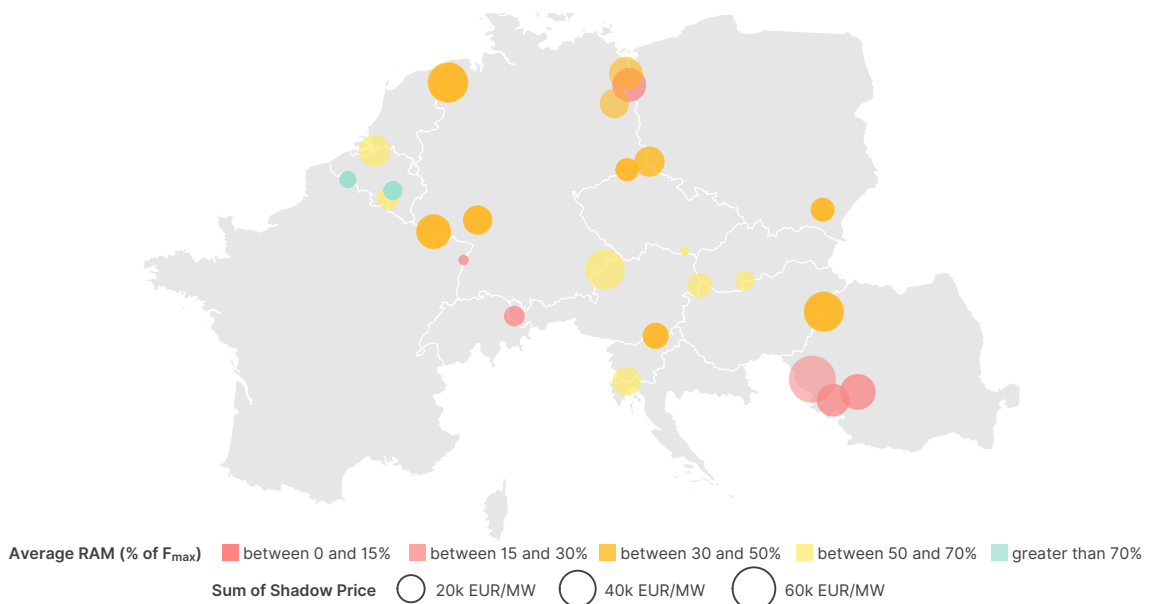 Average RAM (% of Fmax) between 0 and 15% between 15 and 30% between 30 and 50% between 50 and 70% greater than 70%
Sum of Shadow Price 20k EUR/MW 40k EUR/MW 60k EUR/MW